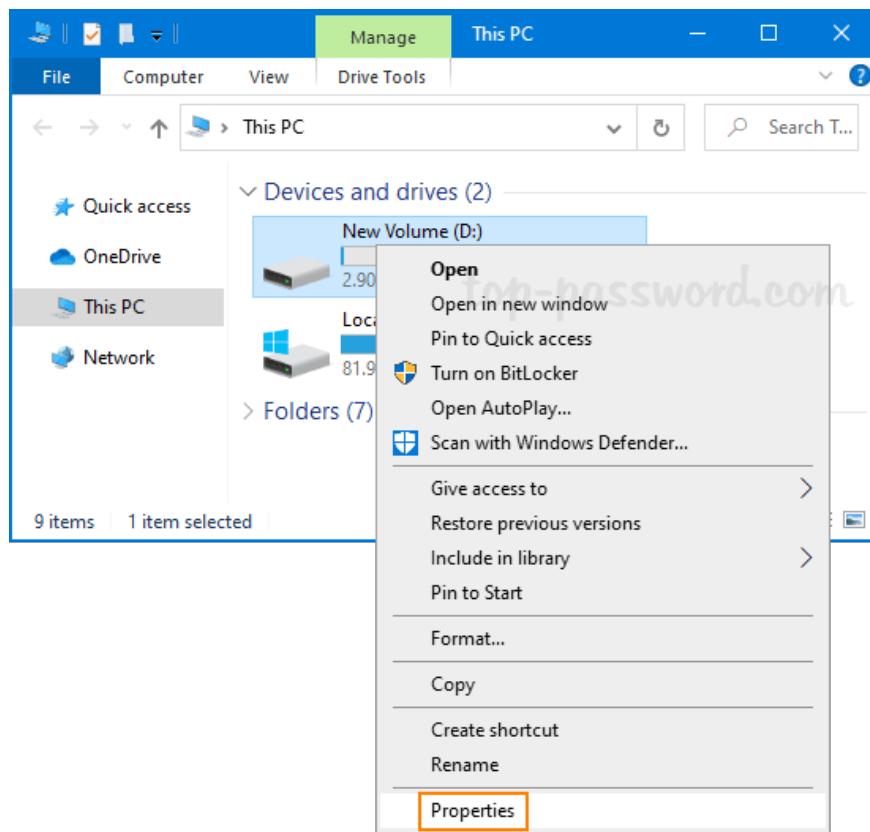 Manage
This PC
File
Computer
View
Drive Tools
?
This PC
Search T...
Quick access
OneDrive
This PC
Network
Devices and drives (2)
New Volume (D:)
2.90
Loca
81.9
Folders (7)
top-password.com
Open
Open in new window
Pin to Quick access
Turn on BitLocker
Open AutoPlay...
Scan with Windows Defender...
Give access to
Restore previous versions
Include in library
Pin to Start
Format...
Copy
Create shortcut
Rename
Properties
9 items
1 item selected